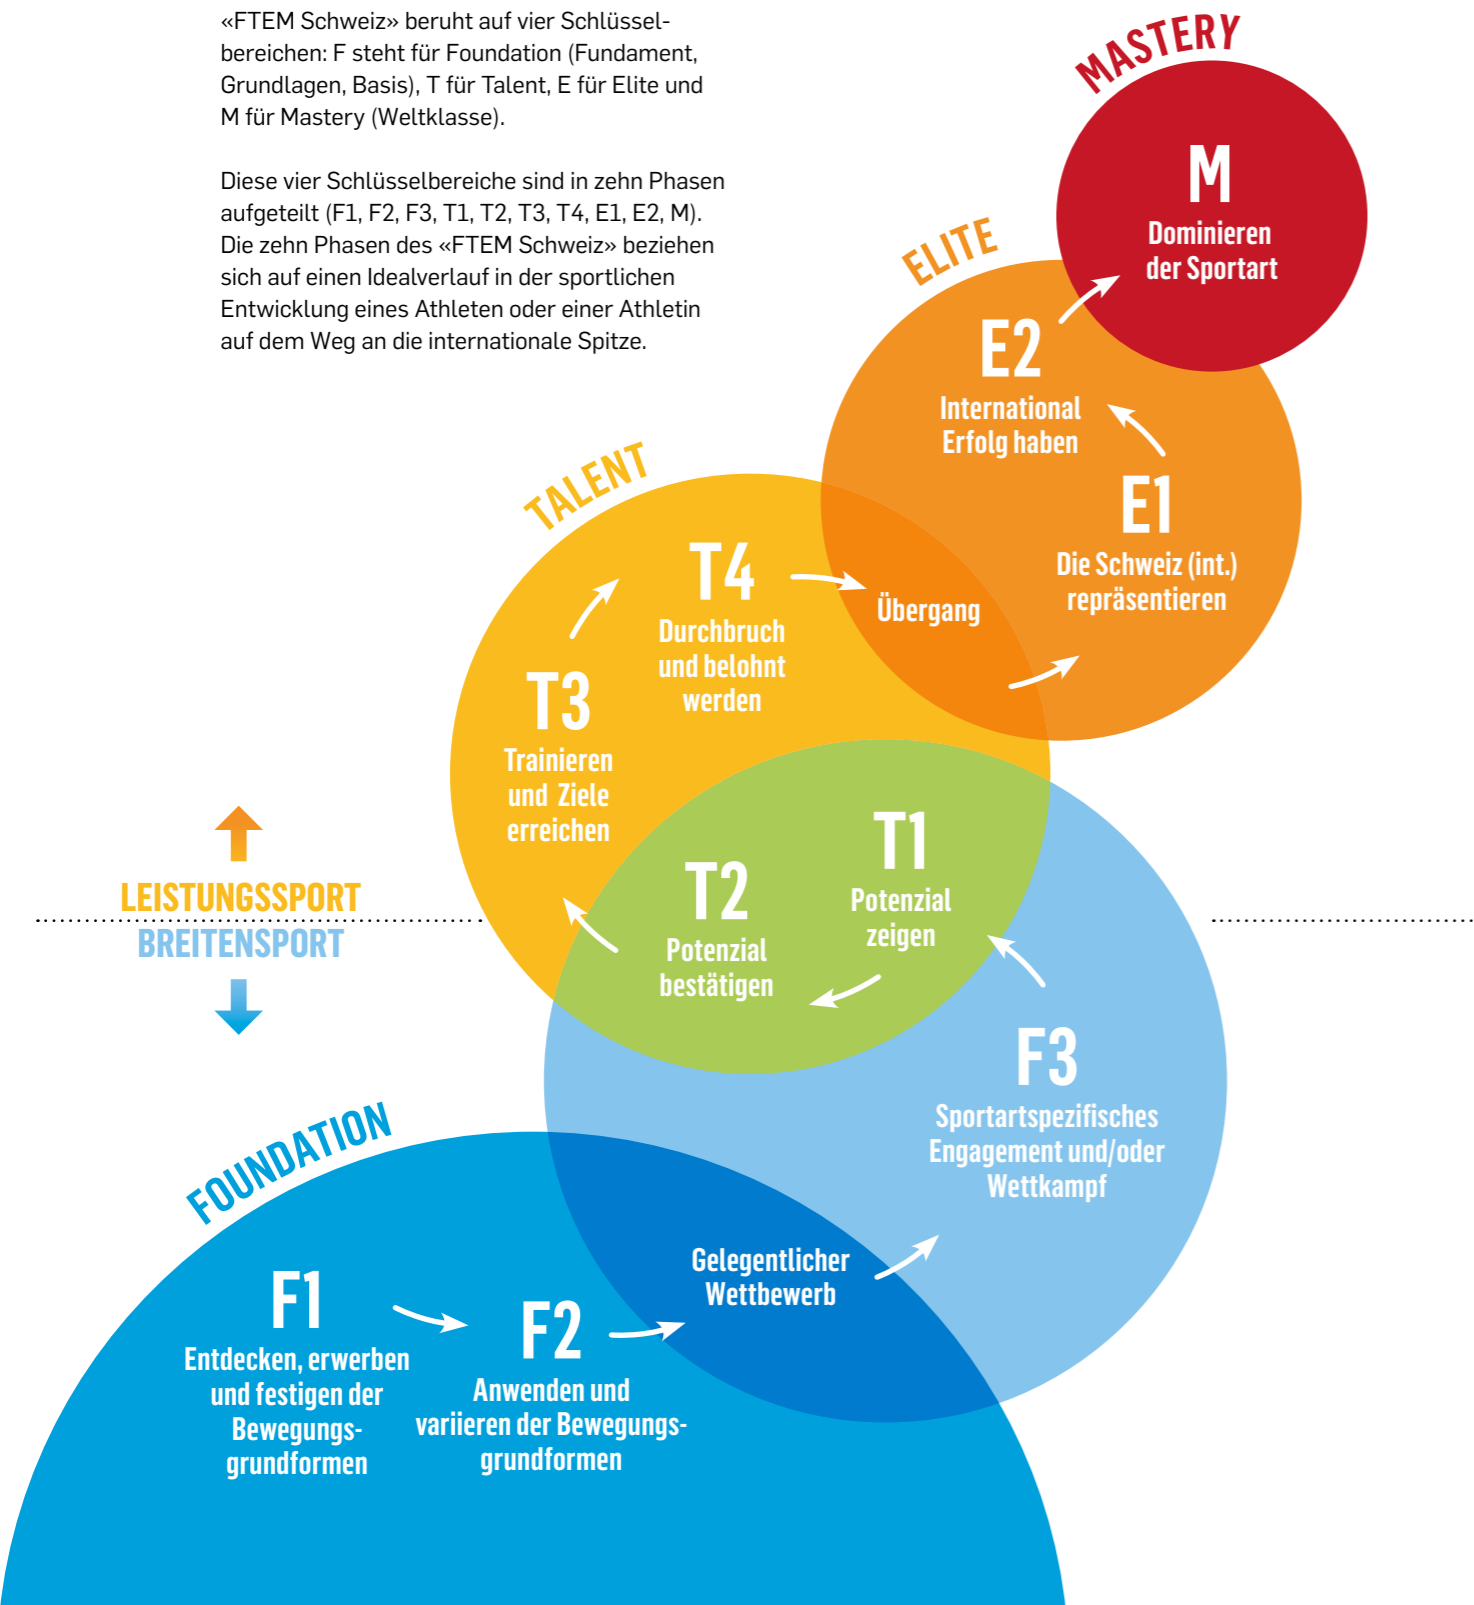 «FTEM Schweiz» beruht auf vier Schlüssel-
bereichen: F steht für Foundation (Fundament,
Grundlagen, Basis), T für Talent, E für Elite und
M für Mastery (Weltklasse).
Diese vier Schlüsselbereiche sind in zehn Phasen
aufgeteilt (F1, F2, F3, T1, T2, T3, T4, E1, E2, M).
Die zehn Phasen des «FTEM Schweiz» beziehen
sich auf einen Idealverlauf in der sportlichen
Entwicklung eines Athleten oder einer Athletin
auf dem Weg an die internationale Spitze.
MASTERY
M
Dominieren
der Sportart
ELITE
E2
International
Erfolg haben
E1
Die Schweiz (int.)
repräsentieren
TALENT
T4
Durchbruch
und belohnt
werden
Übergang
T3
Trainieren
und Ziele
erreichen
T1
Potenzial
zeigen
T2
Potenzial
bestätigen
LEISTUNGSSPORT
BREITENSPORT
F3
Sportartspezifisches
Engagement und/oder
Wettkampf
FOUNDATION
Gelegentlicher
Wettbewerb
F1
Entdecken, erwerben
und festigen der
Bewegungs-
grundformen
F2
Anwenden und
variieren der Bewegungs-
grundformen